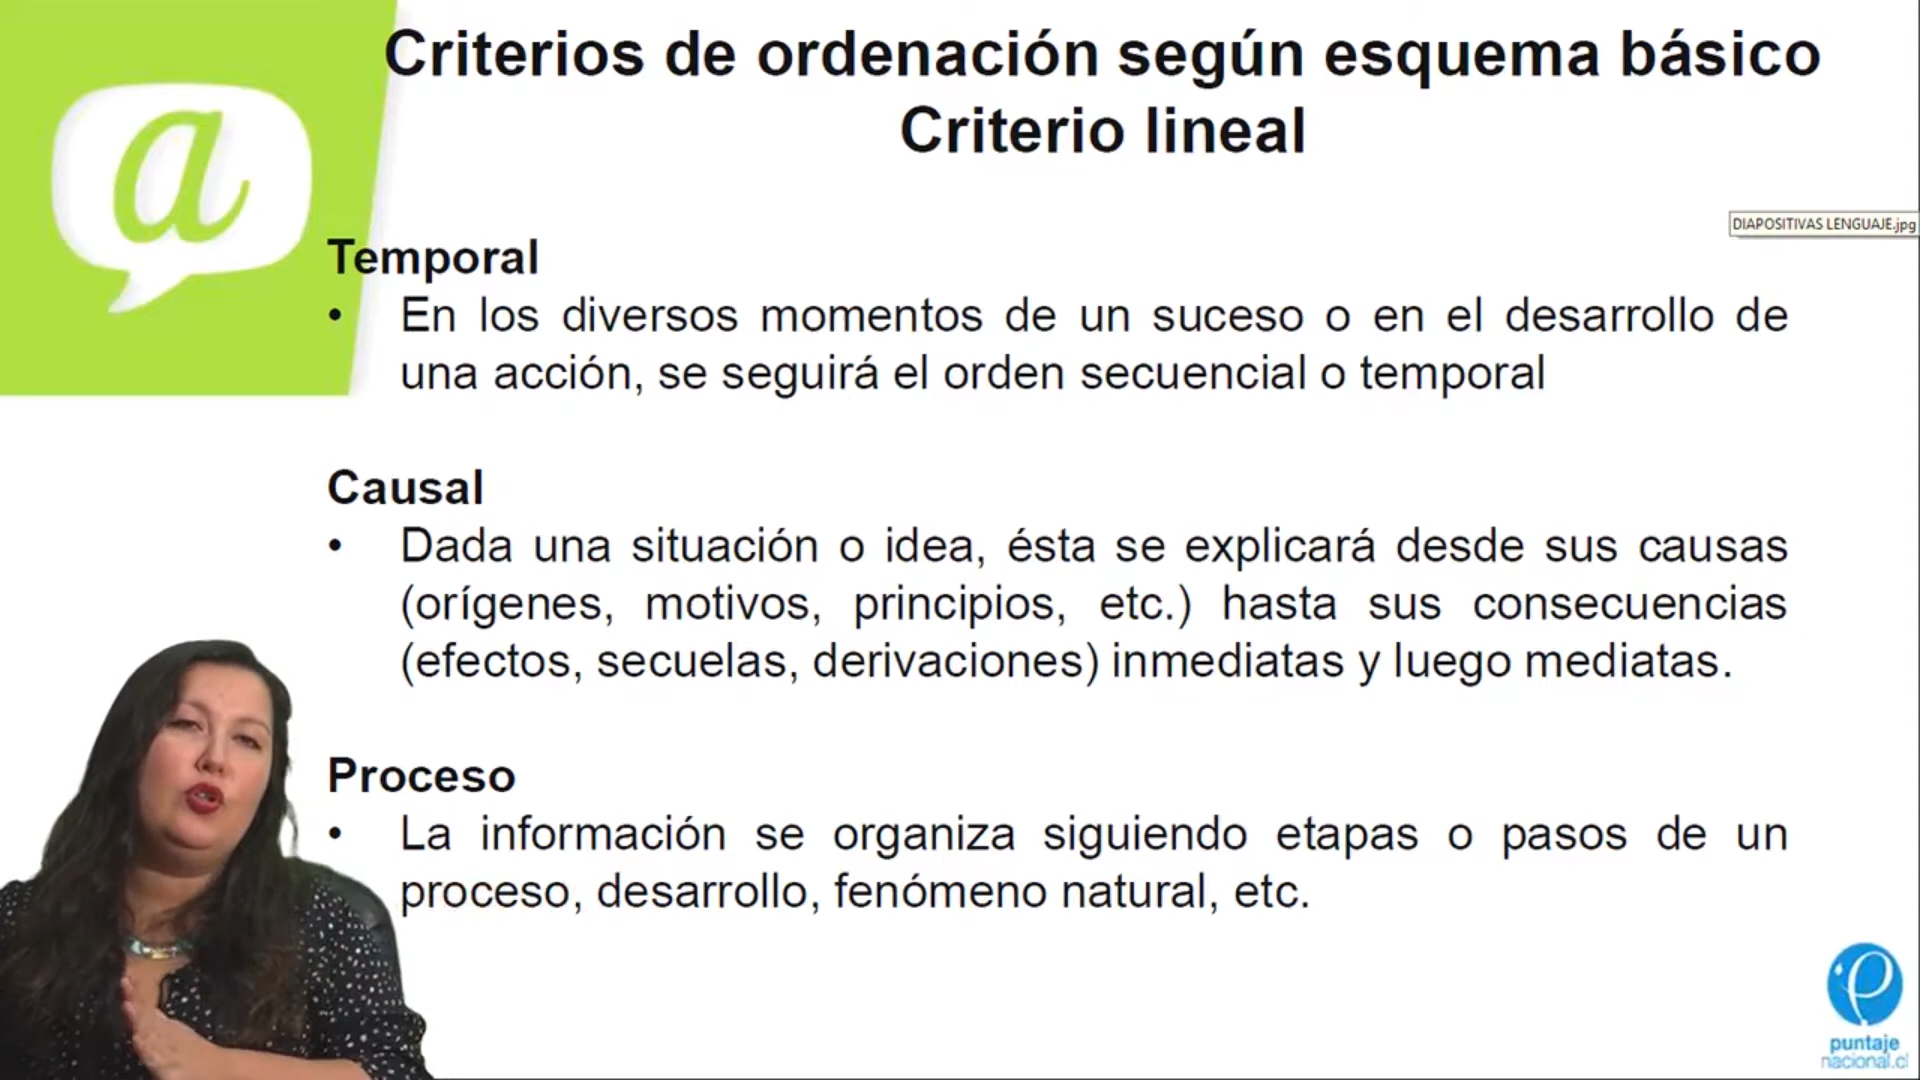 Criterios de ordenación según esquema básico
Criterio lineal
a
DIAPOSITIVAS LENGUAJE.jpg
Temporal
• En los diversos momentos de un suceso o en el desarrollo de
una acción, se seguirá el orden secuencial o temporal
Causal
• Dada una situación o idea, ésta se explicará desde sus causas
(orígenes, motivos, principios, etc.) hasta sus consecuencias
(efectos, secuelas, derivaciones) inmediatas y luego mediatas.
Proceso
• La información se organiza siguiendo etapas o pasos de un
proceso, desarrollo, fenómeno natural, etc.
puntaje
nacional.cl